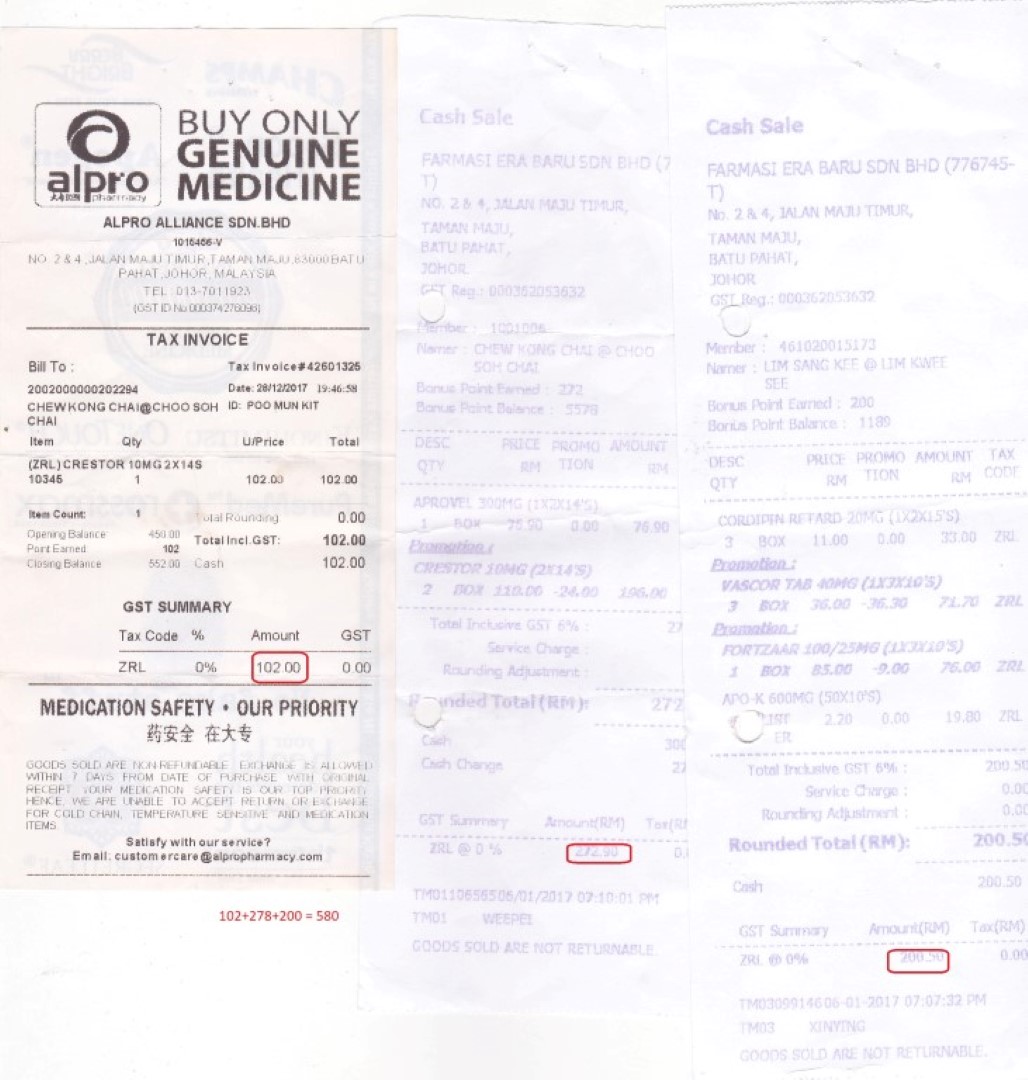 alpro
pharmacy
BUY ONLY
GENUINE
MEDICINE
ALPRO ALLIANCE SDN.BHD
1016466-V
NO. 2 & 4 ,JALAN MAJU TIMUR,TAMAN MAJU,83000 BATU
PAHAT,JOHOR, MALAYSIA
TEL : 013-7011923
(GST ID No 000374276096)
TAX INVOICE
Bill To :
Tax Invoice#42601325
2002000000202294
Date: 28/12/2017 19:46:58
CHEWKONG CHAI@CHOO SOH
CHAI
ID: POO MUN KIT
Item Qty U/Price Total
(ZRL) CRESTOR 10MG 2X14S
10345 1 102.00 102.00
Item Count: 1
Total Rounding 0.00
Opening Balance 450.00
Total Incl.GST: 102.00
Point Earned 102
Closing Balance 552.00
Cash 102.00
GST SUMMARY
Tax Code % Amount GST
ZRL 0% 102.00 0.00
MEDICATION SAFETY • OUR PRIORITY
药安全 在大专
GOODS SOLD ARE NON-REFUNDABLE. EXCHANGE IS ALLOWED
WITHIN 7 DAYS FROM DATE OF PURCHASE WITH ORIGINAL
RECEIPT. YOUR MEDICATION SAFETY IS OUR TOP PRIORITY
HENCE, WE ARE UNABLE TO ACCEPT RETURN OR EXCHANGE
FOR COLD CHAIN, TEMPERATURE SENSITIVE AND MEDICATION
ITEMS.
Satisfy with our service?
Email: customercare@alpropharmacy.com
102+278+200 = 580
Cash Sale
FARMASI ERA BARU SDN BHD (7
T)
NO. 2 & 4, JALAN MAJU TIMUR,
TAMAN MAJU,
BATU PAHAT,
JOHOR
GST Reg.: 000362053632
Member : 1001006
Namer : CHEW KONG CHAI @ CHOO
SOH CHAI
Bonus Point Earned : 272
Bonus Point Balance : 5578
DESC PRICE PROMO AMOUNT
QTY RM TION RM
APROVEL 300MG (1X2X14'S)
1 BOX 76.90 0.00 76.90
Promotion :
CRESTOR 10MG (2X14'S)
2 BOX 110.00 -24.00 196.00
Total Inclusive GST 6% : 27
Service Charge :
Rounding Adjustment :
Rounded Total (RM): 272
Cash 300
Cash Change 27
GST Summary Amount(RM) Tax(RM
ZRL @ 0 % 272.90 0.
TM0110656506/01/2017 07:10:01 PM
TM01 WEEPEI
GOODS SOLD ARE NOT RETURNABLE.
Cash Sale
FARMASI ERA BARU SDN BHD (776745-
T)
No. 2 & 4, JALAN MAJU TIMUR,
TAMAN MAJU,
BATU PAHAT,
JOHOR
GST Reg.: 000362053632
Member : 461020015173
Namer : LIM SANG KEE @ LIM KWEE
SEE
Bonus Point Earned : 200
Bonus Point Balance : 1189
DESC PRICE PROMO AMOUNT TAX
QTY RM TION RM CODE
CORDIPIN RETARD 20MG (1X2X15'S)
3 BOX 11.00 0.00 33.00 ZRL
Promotion :
VASCOR TAB 40MG (1X3X10'S)
3 BOX 36.00 -36.30 71.70 ZRL
Promotion :
FORTZAAR 100/25MG (1X3X10'S)
1 BOX 85.00 -9.00 76.00 ZRL
APO-K 600MG (50X10'S)
2.20 0.00 19.80 ZRL
ER
Total Inclusive GST 6% : 200.50
Service Charge : 0.00
Rounding Adjustment : 0.00
Rounded Total (RM): 200.50
Cash 200.50
GST Summary Amount(RM) Tax(RM)
ZRL @ 0% 200.50 0.00
TM0309914606-01-2017 07:07:32 PM
TM03 XINYING
GOODS SOLD ARE NOT RETURNABLE.